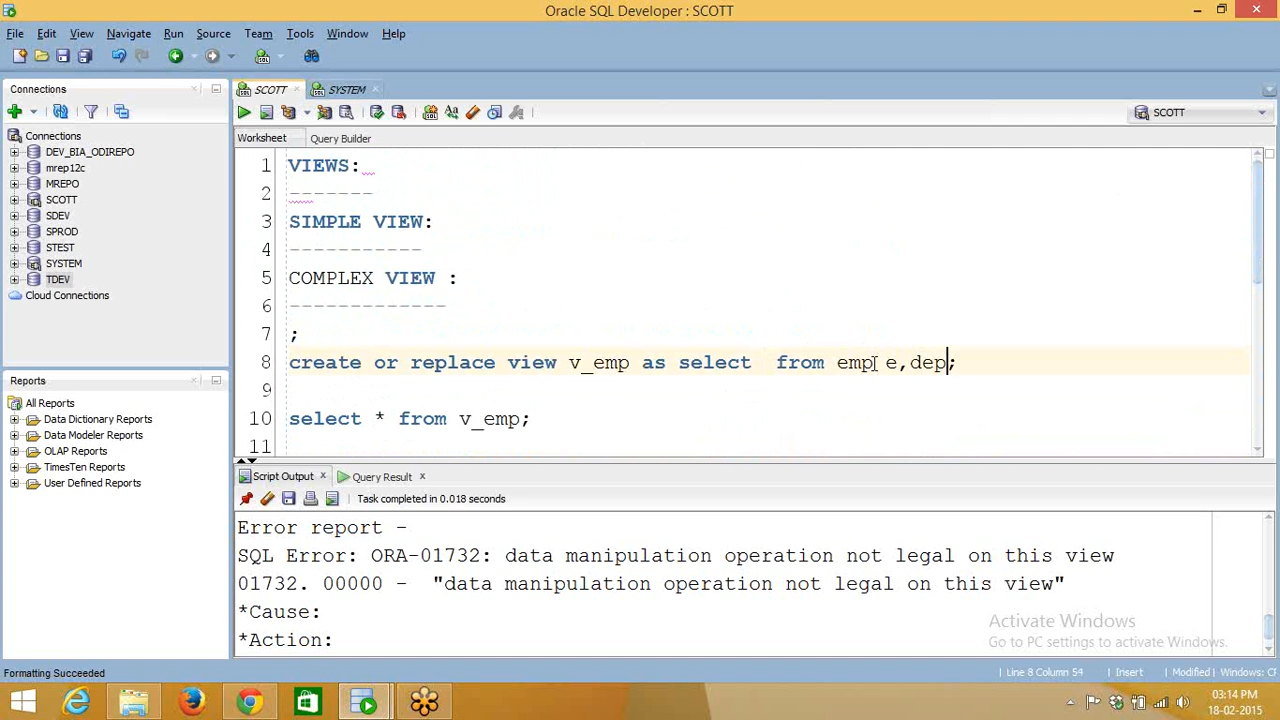 Oracle SQL Developer : SCOTT
File Edit View Navigate Run Source Team Tools Window Help
Connections
SCOTT SYSTEM
SCOTT
Worksheet Query Builder
Connections
DEV_BIA_ODIREPO
mrep12c
MREPO
SCOTT
SDEV
SPROD
STEST
SYSTEM
TDEV
Cloud Connections
1 VIEWS:
2 -------
3 SIMPLE VIEW:
4 -----------
5 COMPLEX VIEW :
6 -------------
7 ;
8 create or replace view v_emp as select  from emp e,dep;
9
10 select * from v_emp;
11
Reports
All Reports
Data Dictionary Reports
Data Modeler Reports
OLAP Reports
TimesTen Reports
User Defined Reports
Script Output Query Result
Task completed in 0.018 seconds
Error report -
SQL Error: ORA-01732: data manipulation operation not legal on this view
01732. 00000 -  "data manipulation operation not legal on this view"
*Cause:
*Action:
Activate Windows
Go to PC settings to activate Windows.
Formatting Succeeded
Line 8 Column 54 Insert Modified Windows: CF
03:14 PM
18-02-2015